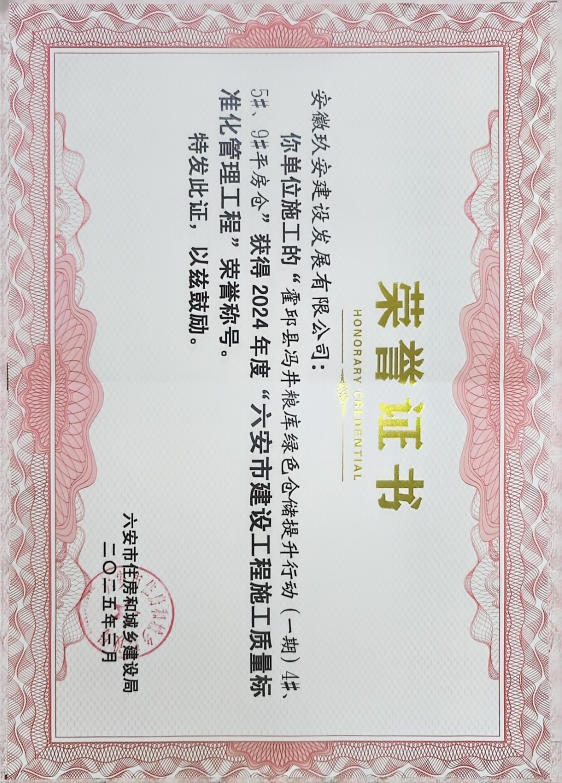 荣誉证书
HONORARY CREDENTIAL
安徽玖安建设发展有限公司：
你单位施工的“霍邱县冯井粮库绿色仓储提升行动（一期）4#、
5#、9#平房仓”获得 2024 年度“六安市建设工程施工质量标
准化管理工程”荣誉称号。
特发此证，以兹鼓励。
六安市住房和城乡建设局
二〇二五年三月